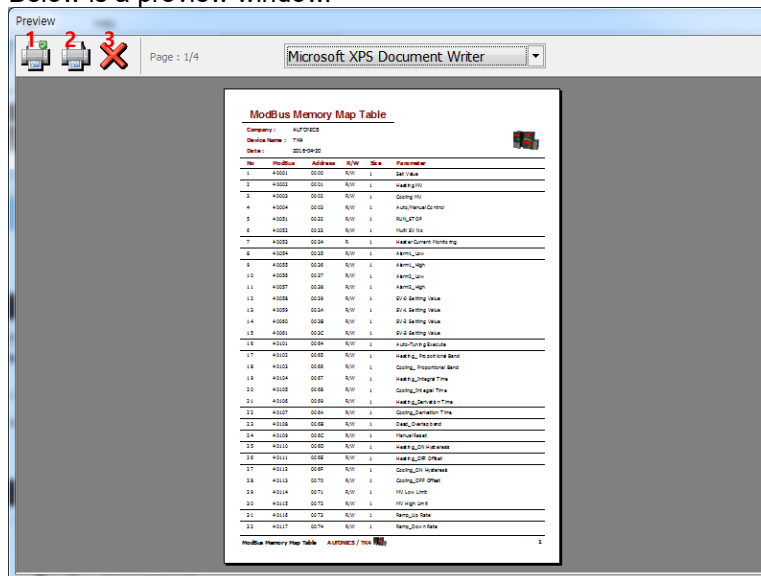 Below is a preview window.
Preview
1 2 3
Page : 1/4
Microsoft XPS Document Writer
ModBus Memory Map Table
Company : AUTONICS
Device Name : TK4
Date : 2016-04-20
No ModBus Address R/W Size Parameter
1 40001 0000 R/W 1 Set Value
2 40002 0001 R/W 1 Heating MV
3 40003 0002 R/W 1 Cooling MV
4 40004 0003 R/W 1 Auto/Manual Control
5 40051 0032 R/W 1 RUN_STOP
6 40052 0033 R/W 1 Multi SV No.
7 40053 0034 R 1 Heater Current Monitoring
8 40054 0035 R/W 1 Alarm1_Low
9 40055 0036 R/W 1 Alarm1_High
10 40056 0037 R/W 1 Alarm2_Low
11 40057 0038 R/W 1 Alarm2_High
12 40058 0039 R/W 1 SV-0 Setting Value
13 40059 003A R/W 1 SV-1 Setting Value
14 40060 003B R/W 1 SV-2 Setting Value
15 40061 003C R/W 1 SV-3 Setting Value
16 40101 0064 R/W 1 Auto-Tuning Execute
17 40102 0065 R/W 1 Heating_ Proportional Band
18 40103 0066 R/W 1 Cooling_ Proportional Band
19 40104 0067 R/W 1 Heating_Integral Time
20 40105 0068 R/W 1 Cooling_Integral Time
21 40106 0069 R/W 1 Heating_Derivation Time
22 40107 006A R/W 1 Cooling_Derivation Time
23 40108 006B R/W 1 Dead_ Overlap band
24 40109 006C R/W 1 Manual Reset
25 40110 006D R/W 1 Heating_ON Hysteresis
26 40111 006E R/W 1 Heating_OFF Offset
27 40112 006F R/W 1 Cooling_ON Hysteresis
28 40113 0070 R/W 1 Cooling_OFF Offset
29 40114 0071 R/W 1 MV Low Limit
30 40115 0072 R/W 1 MV High Limit
31 40116 0073 R/W 1 Ramp_Up Rate
32 40117 0074 R/W 1 Ramp_Down Rate
ModBus Memory Map Table AUTONICS / TK4 1